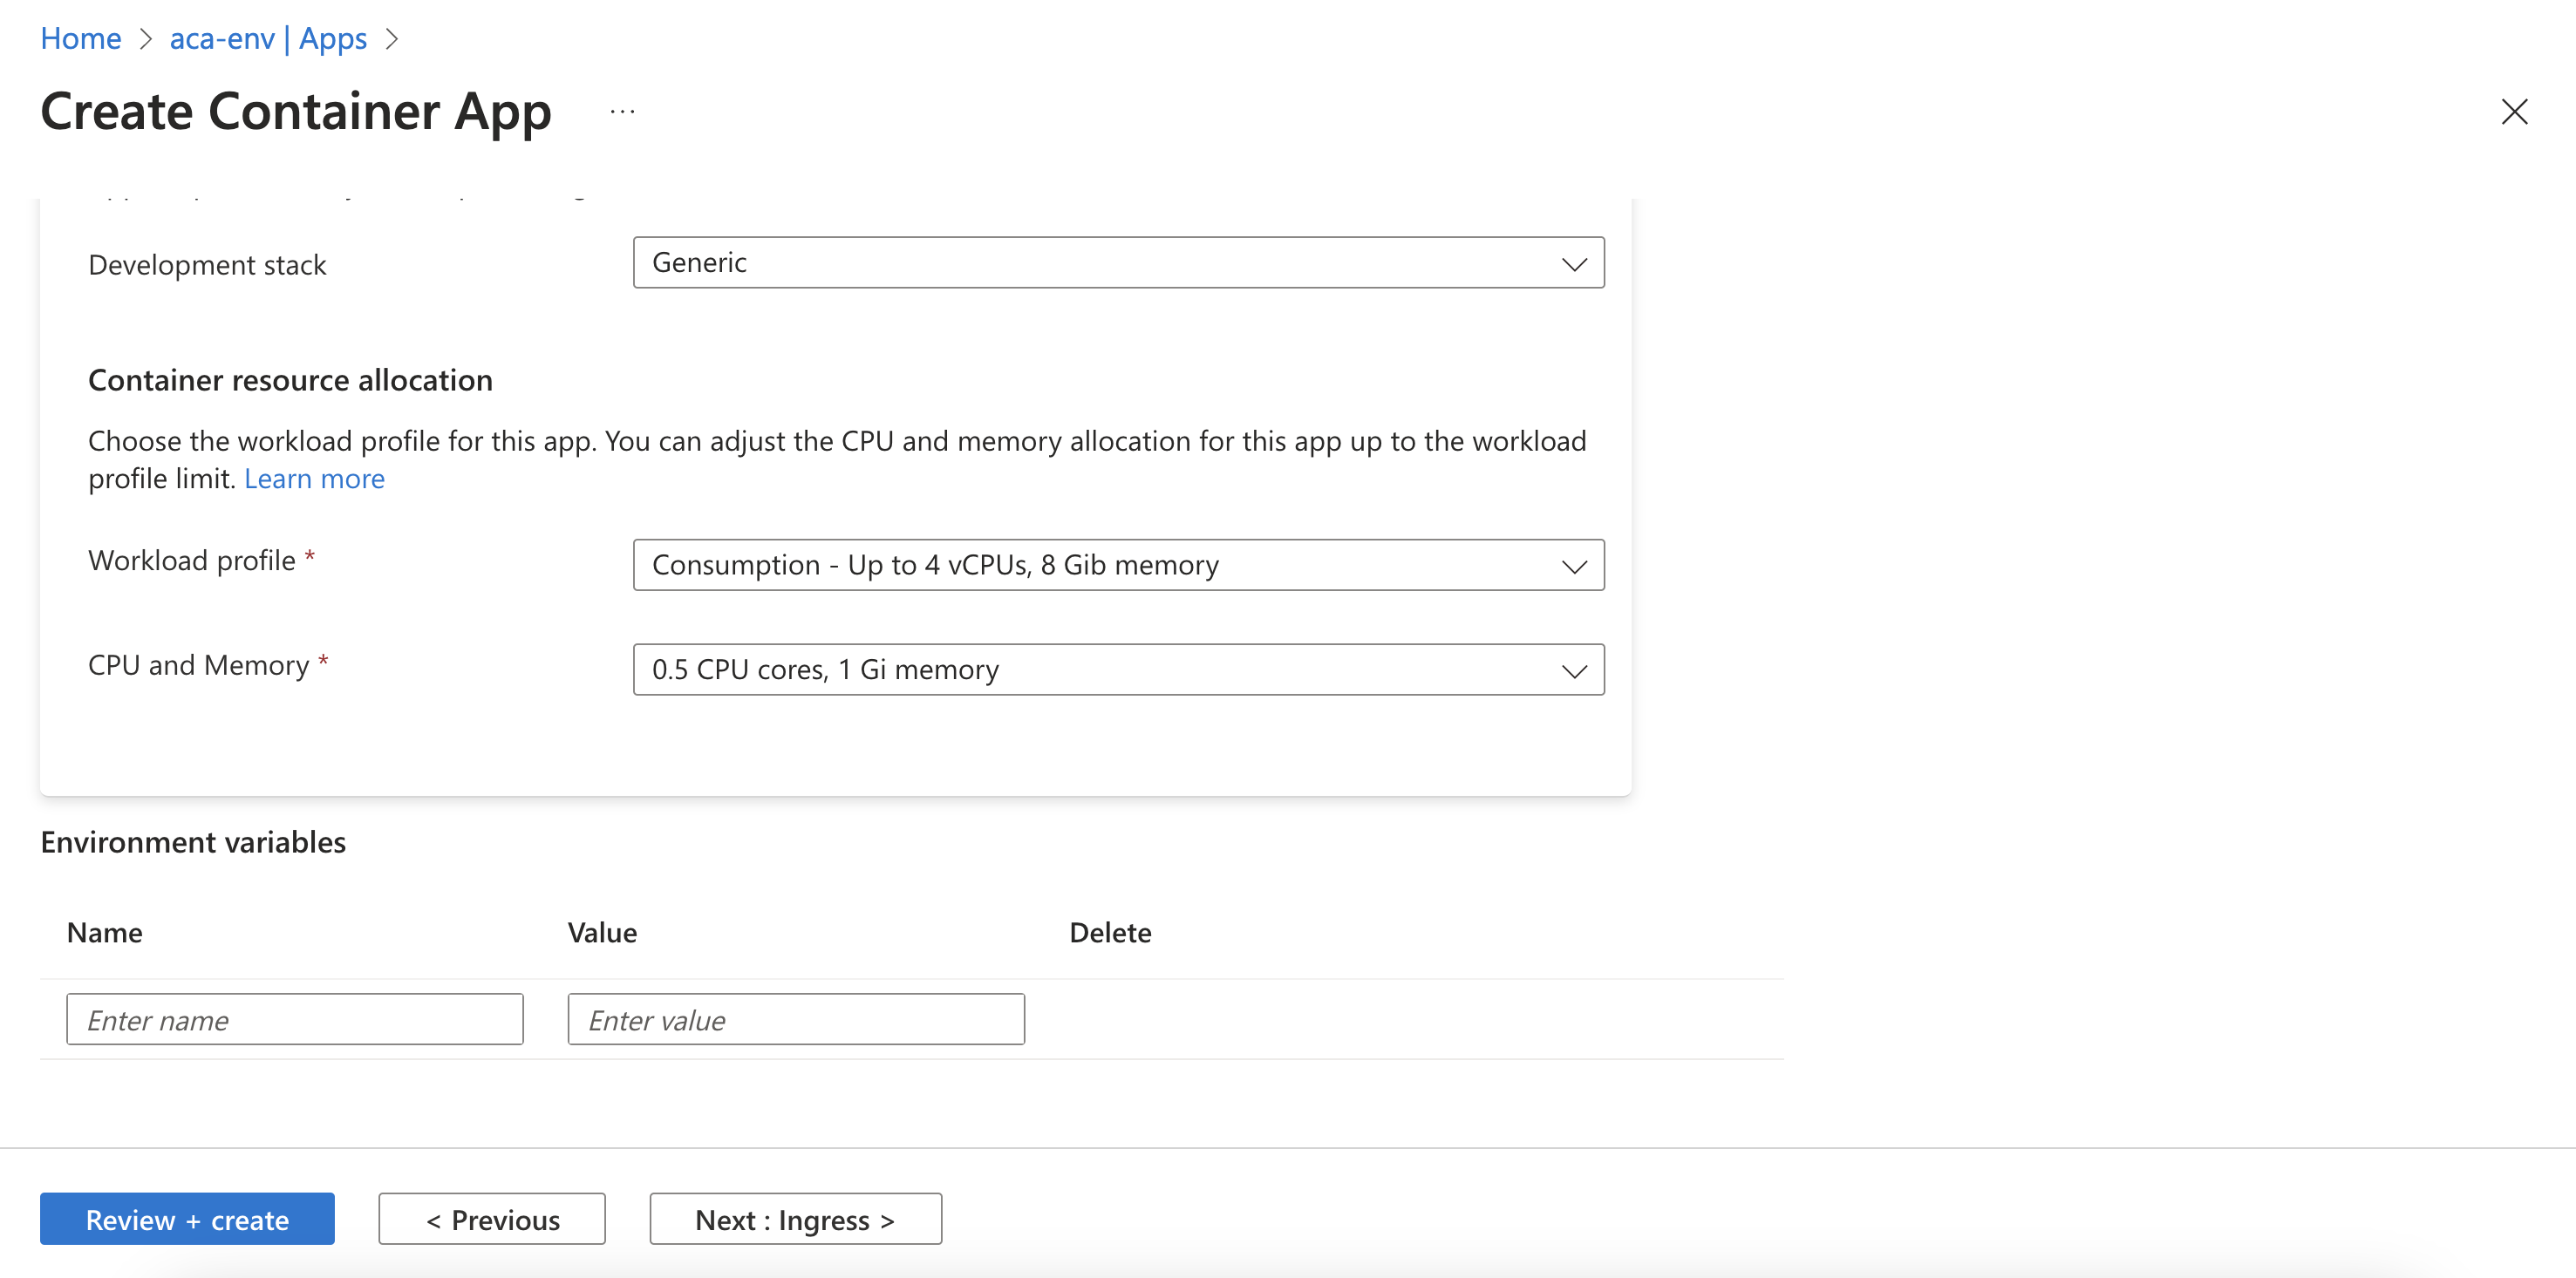 Home > aca-env | Apps >
Create Container App ...
Development stack
Generic
Container resource allocation
Choose the workload profile for this app. You can adjust the CPU and memory allocation for this app up to the workload
profile limit. Learn more
Workload profile *
Consumption - Up to 4 vCPUs, 8 Gib memory
CPU and Memory *
0.5 CPU cores, 1 Gi memory
Environment variables
Name Value Delete
Enter name Enter value
Review + create < Previous Next : Ingress >